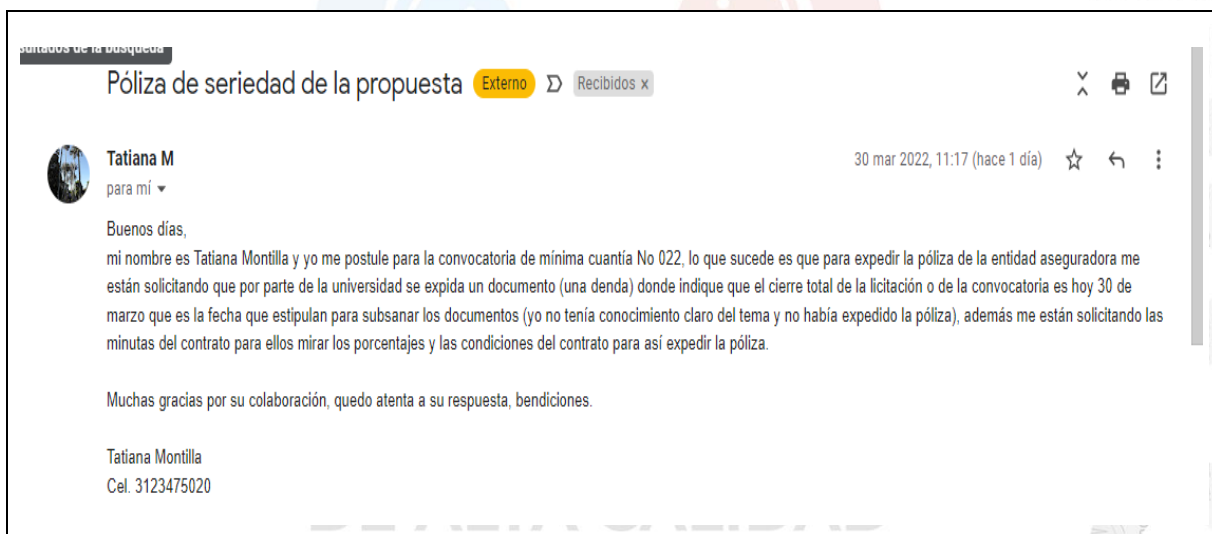 sultados de la búsqueda
Póliza de seriedad de la propuesta Externo Recibidos x
Tatiana M
30 mar 2022, 11:17 (hace 1 día)
para mí
Buenos días,
mi nombre es Tatiana Montilla y yo me postule para la convocatoria de mínima cuantía No 022, lo que sucede es que para expedir la póliza de la entidad aseguradora me
están solicitando que por parte de la universidad se expida un documento (una denda) donde indique que el cierre total de la licitación o de la convocatoria es hoy 30 de
marzo que es la fecha que estipulan para subsanar los documentos (yo no tenía conocimiento claro del tema y no había expedido la póliza), además me están solicitando las
minutas del contrato para ellos mirar los porcentajes y las condiciones del contrato para así expedir la póliza.
Muchas gracias por su colaboración, quedo atenta a su respuesta, bendiciones.
Tatiana Montilla
Cel. 3123475020
DE ALTA CALIDAD